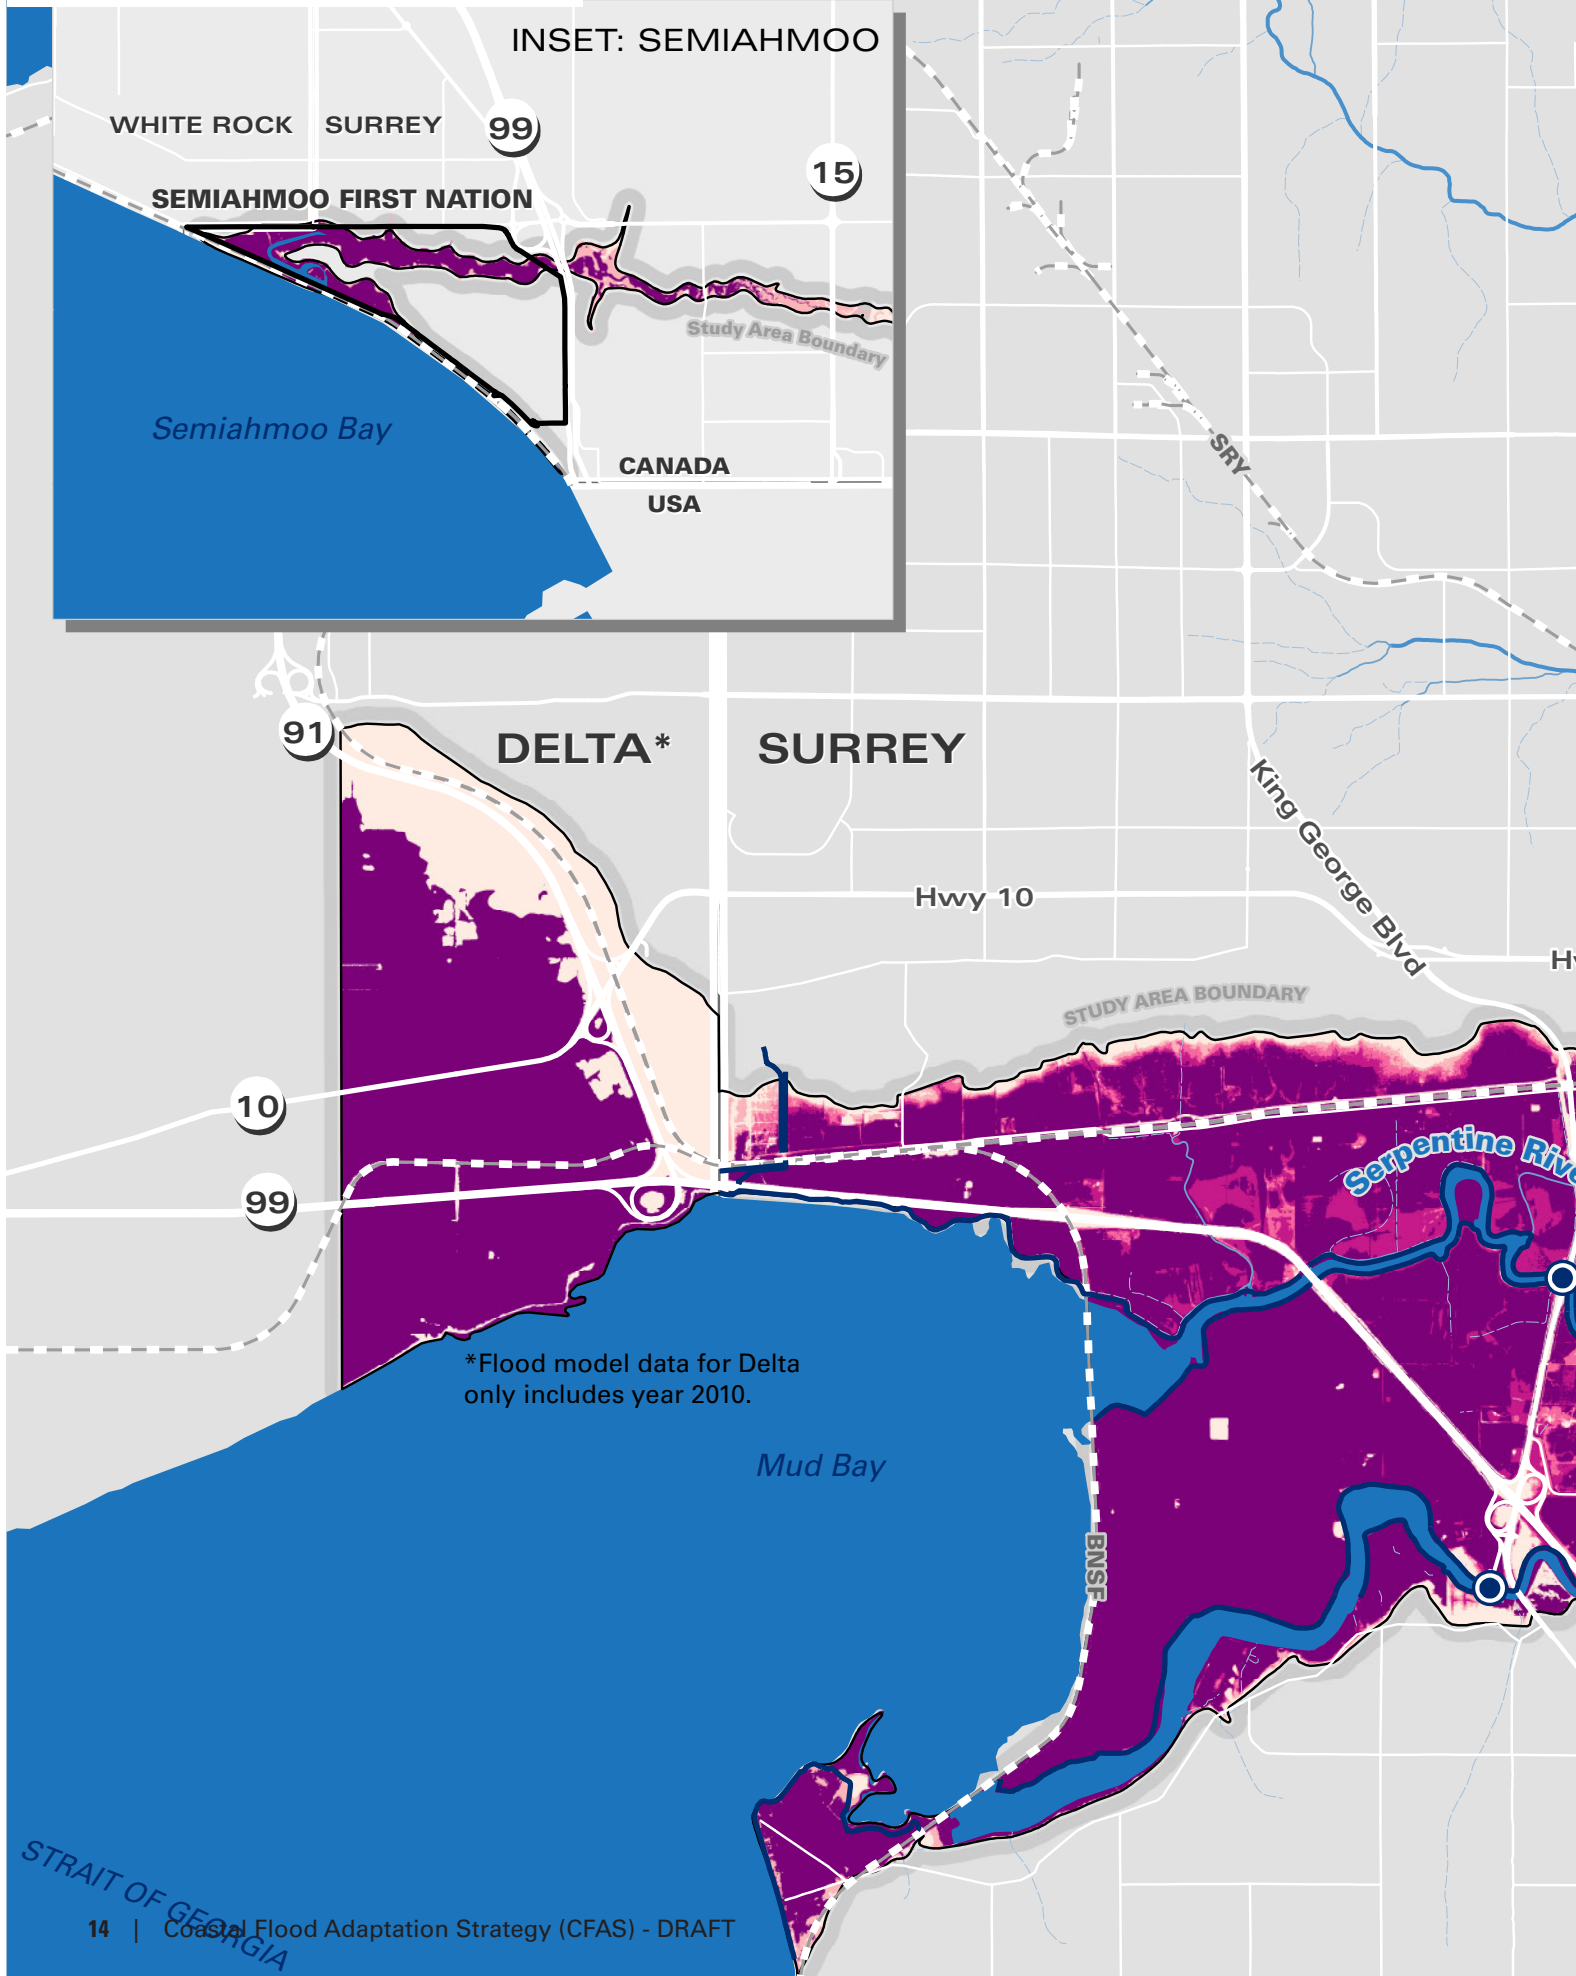 INSET: SEMIAHMOO
WHITE ROCK
SURREY
99
15
SEMIAHMOO FIRST NATION
Study Area Boundary
Semiahmoo Bay
CANADA
USA
SRY
91
DELTA*
SURREY
King George Blvd
Hwy 10
STUDY AREA BOUNDARY
10
99
Serpentine
*Flood model data for Delta
only includes year 2010.
Mud Bay
BNSF
STRAIT OF GEORGIA
14 | Coastal Flood Adaptation Strategy (CFAS) - DRAFT